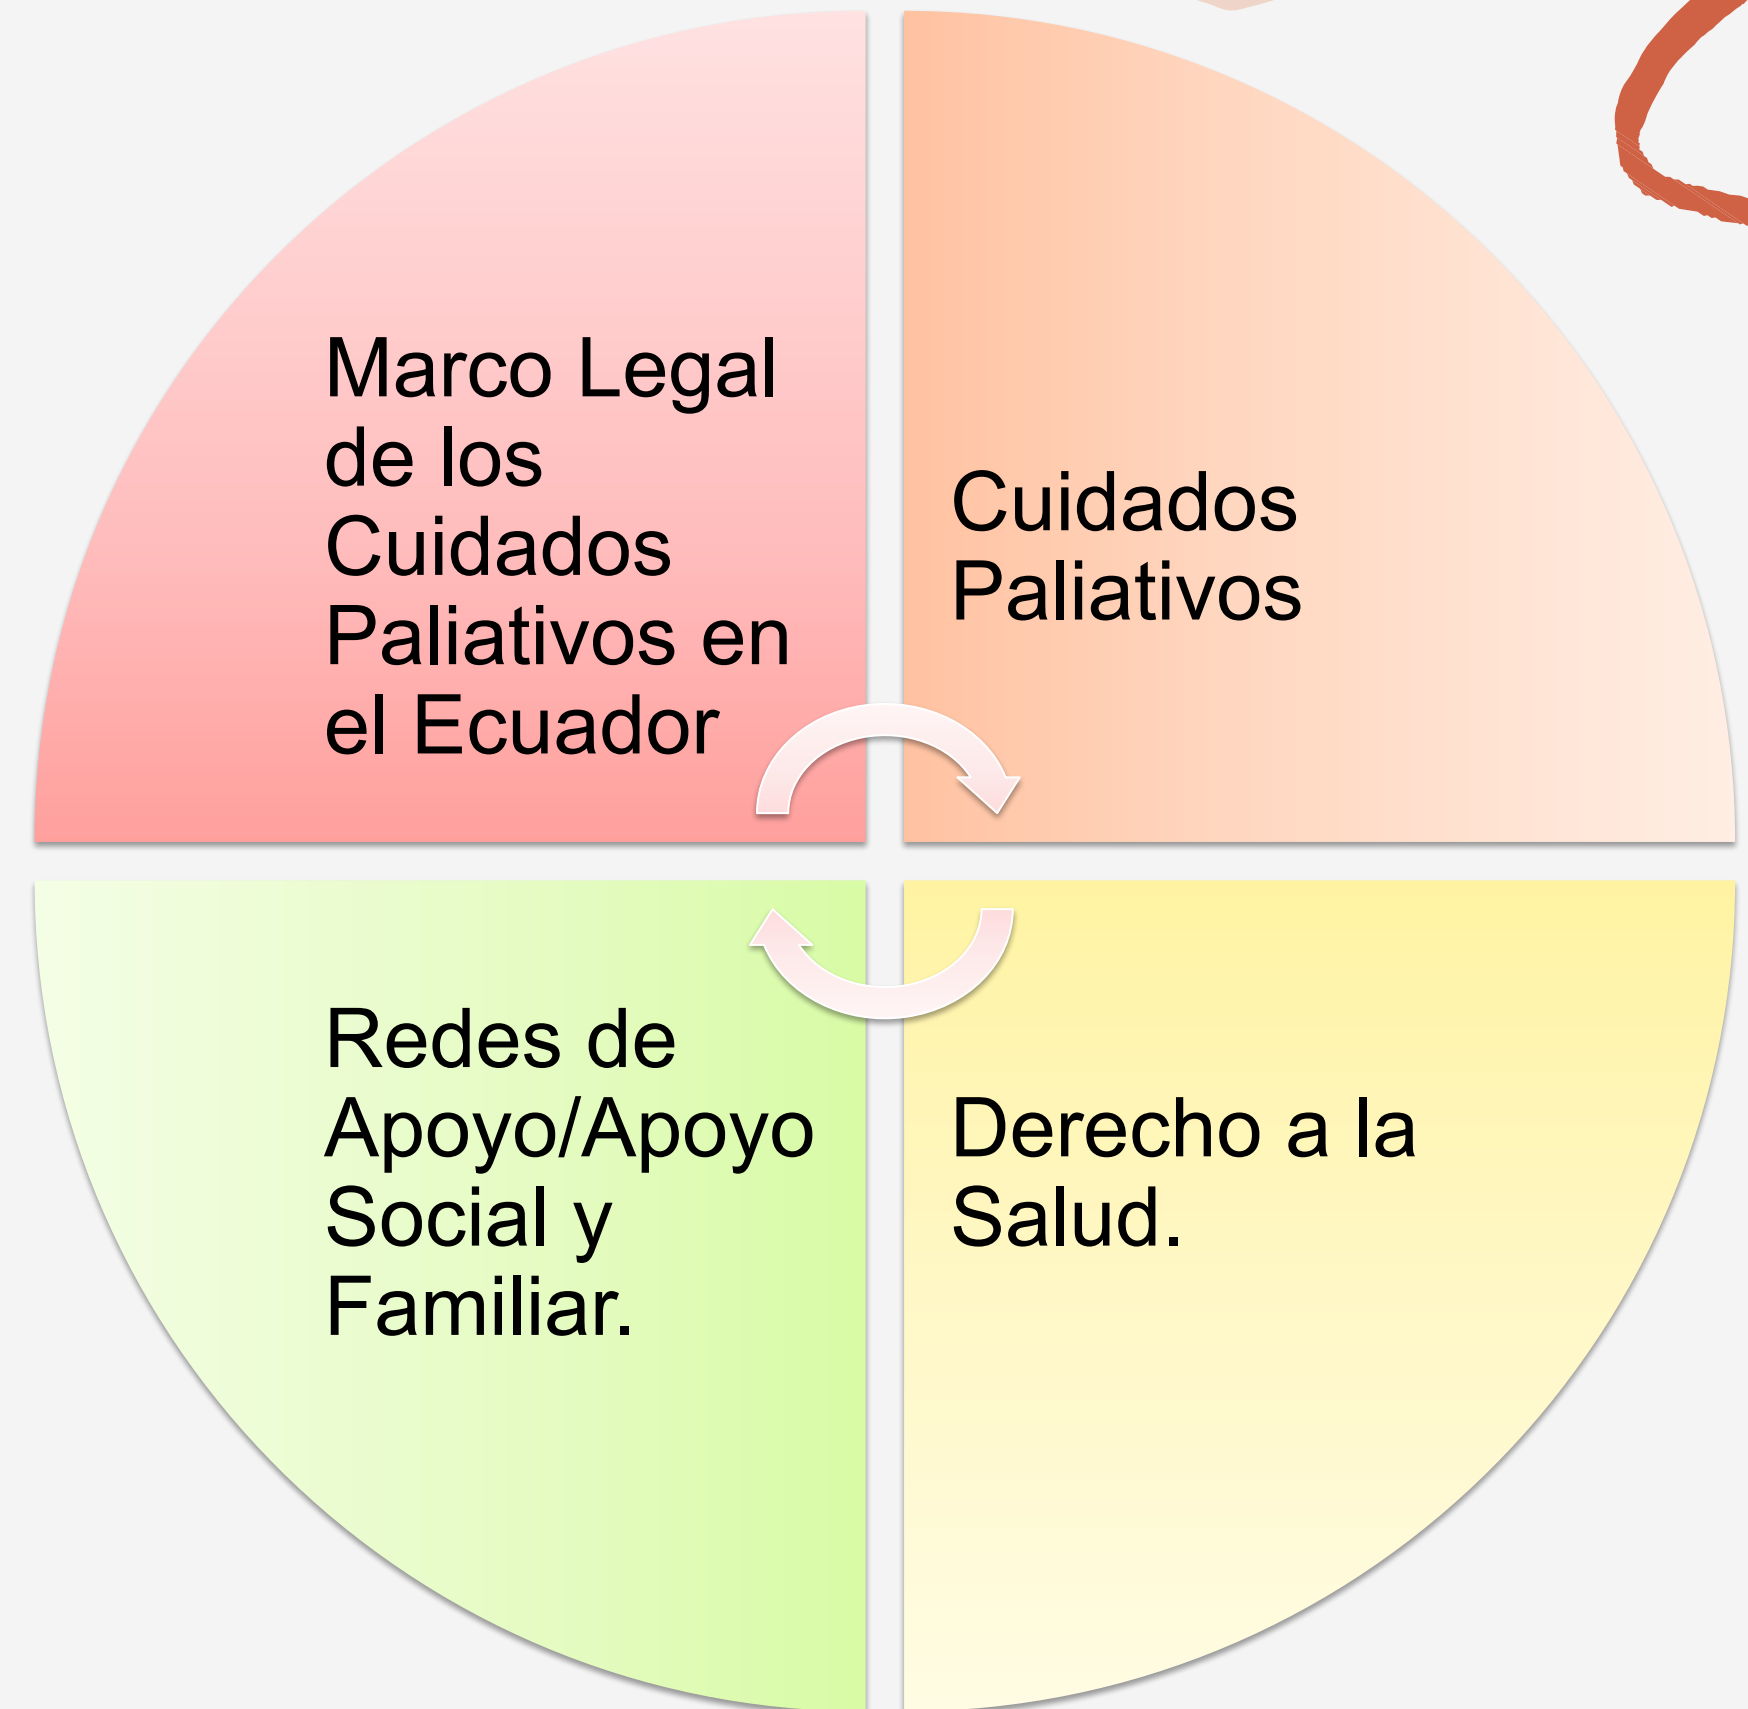 Marco Legal
de los
Cuidados
Paliativos en
el Ecuador
Cuidados
Paliativos
Redes de
Apoyo/Apoyo
Social y
Familiar.
Derecho a la
Salud.